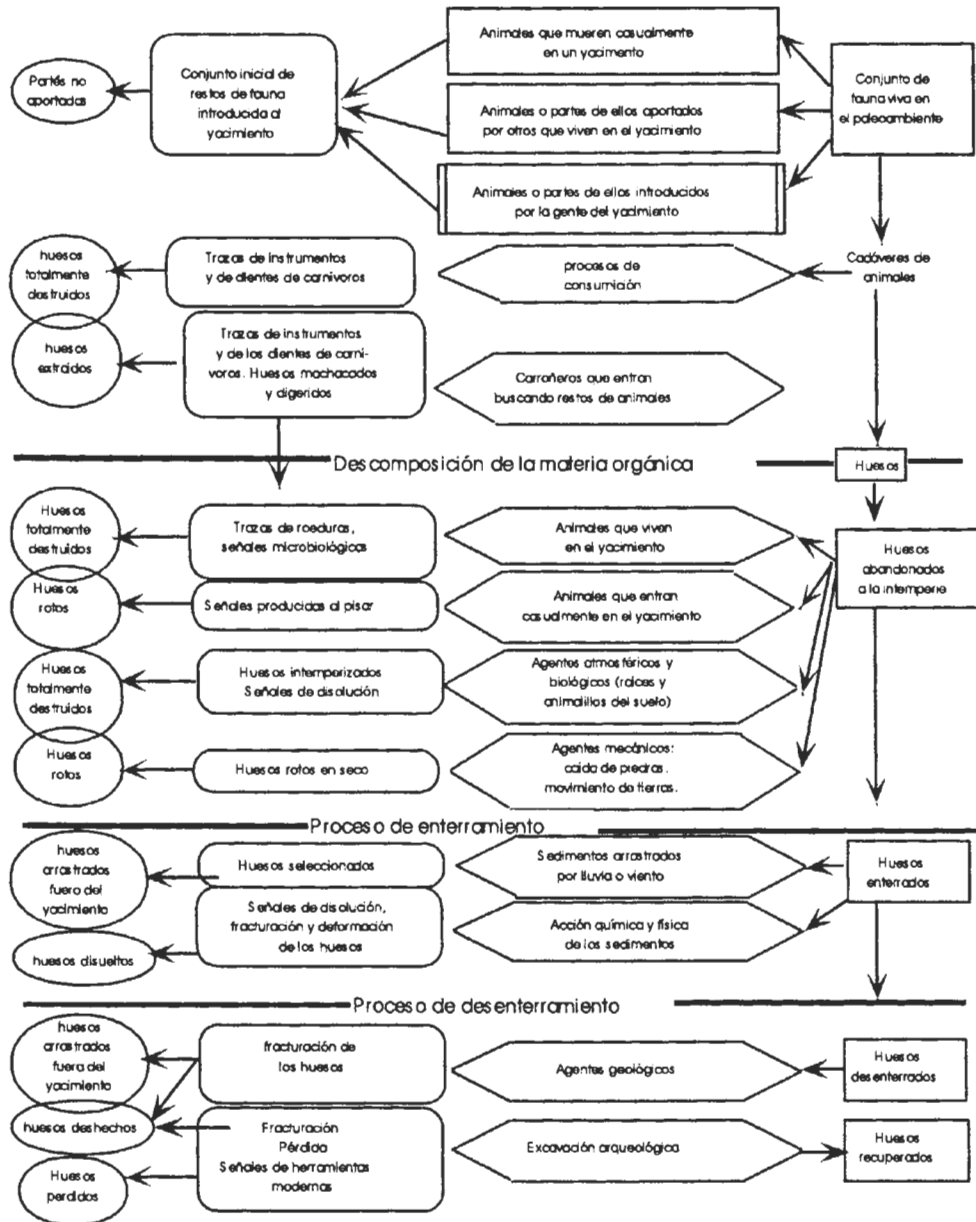 Partés no
aportadas
Conjunto inicial de
restos de fauna
introducida al
yacimiento
Animales que mueren casualmente
en un yacimento
Animales o partes de ellos aportados
por otros que viven en el yacimiento
Animales o partes de ellos introducidos
por la gente del yacimiento
Conjunto de
fauna viva en
el paleoambiente
huesos
totalmente
destruidos
Trazas de instrumentos
y de dientes de carnívoros
procesos de
consumición
Cadáveres de
animales
huesos
extraidos
Trazas de instrumentos
y de los dientes de carní-
voros. Huesos machacados
y digeridos
Carrañeros que entran
buscando restos de animales
Descomposición de la materia orgánica
Huesos
Huesos
totalmente
destruídos
Trazas de roeduras,
señales microbiológicas
Animales que viven
en el yacimiento
Huesos
abandonados
a la intemperie
Huesos
rotos
Señales producidas al pisar
Animales que entran
casualmente en el yacimiento
Huesos
totalmente
destruidos
Huesos intemperizados
Señales de disolución
Agentes atmosféricos y
biológicos (raices y
animalillos del suelo)
Huesos
rotos
Huesos rotos en seco
Agentes mecánicos:
caida de piedras.
movimiento de tierras.
Proceso de enterramiento
huesos
arrastrados
fuero del
yacimiento
Huesos seleccionados
Sedimentos arrastrados
por lluvia o viento
Huesos
enterrados
huesos disueltos
Señales de disolución,
fracturación y deformación
de los huesos
Acción química y física
de los sedimentos
Proceso de desenterramiento
huesos
arrastrados
fuera del
yacimiento
fracturación de
los huesos
Agentes geológicos
Huesos
desenterrados
huesos deshechos
Fracturación
Pérdida
Señales de herramientas
modernas
Excavación arqueológica
Huesos
recuperados
Huesos
perdidos